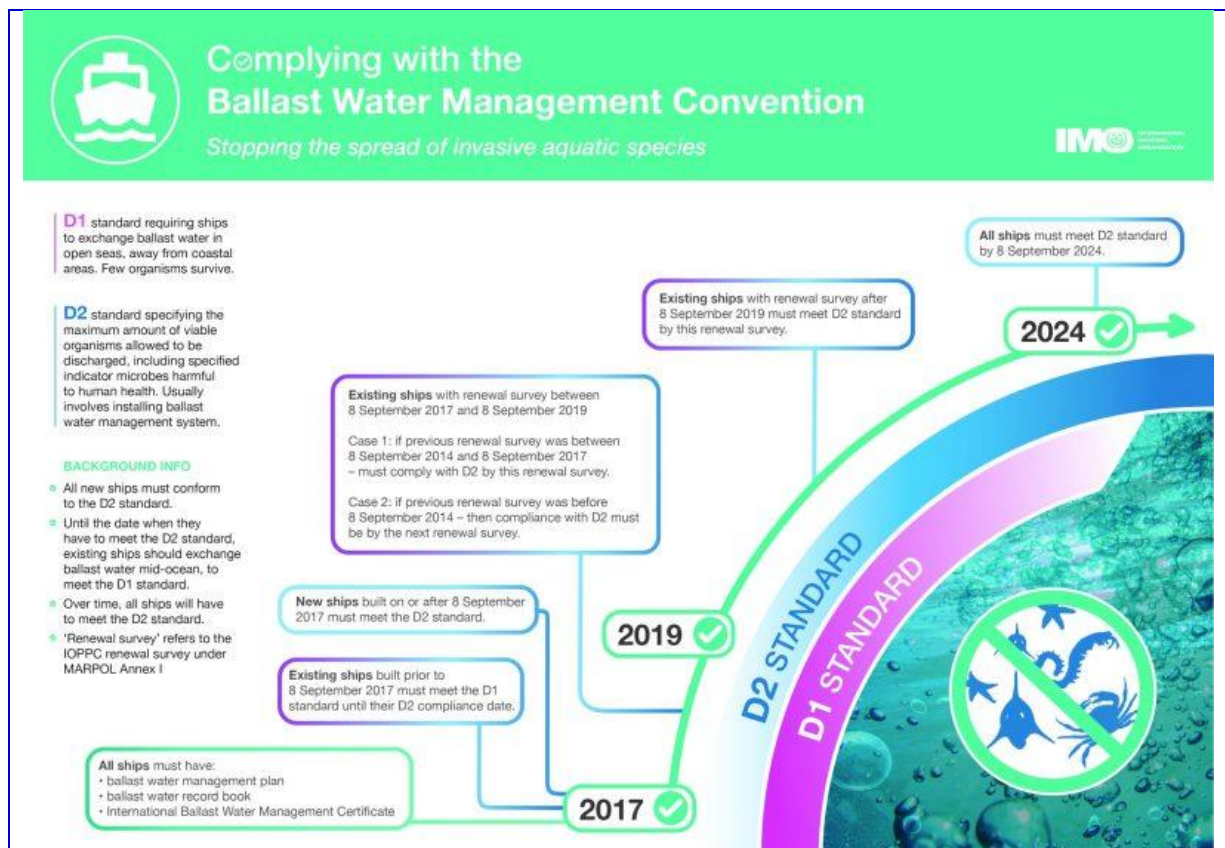 Complying with the
Ballast Water Management Convention
Stopping the spread of invasive aquatic species
IMO
D1 standard requiring ships
to exchange ballast water in
open seas, away from coastal
areas. Few organisms survive.
D2 standard specifying the
maximum amount of viable
organisms allowed to be
discharged, including specified
indicator microbes harmful
to human health. Usually
involves installing ballast
water management system.
BACKGROUND INFO
All new ships must conform
to the D2 standard.
Until the date when they
have to meet the D2 standard,
existing ships should exchange
ballast water mid-ocean, to
meet the D1 standard.
Over time, all ships will have
to meet the D2 standard.
‘Renewal survey’ refers to the
IOPPC renewal survey under
MARPOL Annex I
All ships must meet D2 standard
by 8 September 2024.
2024
Existing ships with renewal survey after
8 September 2019 must meet D2 standard
by this renewal survey.
Existing ships with renewal survey between
8 September 2017 and 8 September 2019
Case 1: if previous renewal survey was between
8 September 2014 and 8 September 2017
– must comply with D2 by this renewal survey.
Case 2: if previous renewal survey was before
8 September 2014 – then compliance with D2 must
be by the next renewal survey.
2019
New ships built on or after 8 September
2017 must meet the D2 standard.
Existing ships built prior to
8 September 2017 must meet the D1
standard until their D2 compliance date.
All ships must have:
• ballast water management plan
• ballast water record book
• International Ballast Water Management Certificate
2017
D2 STANDARD
D1 STANDARD